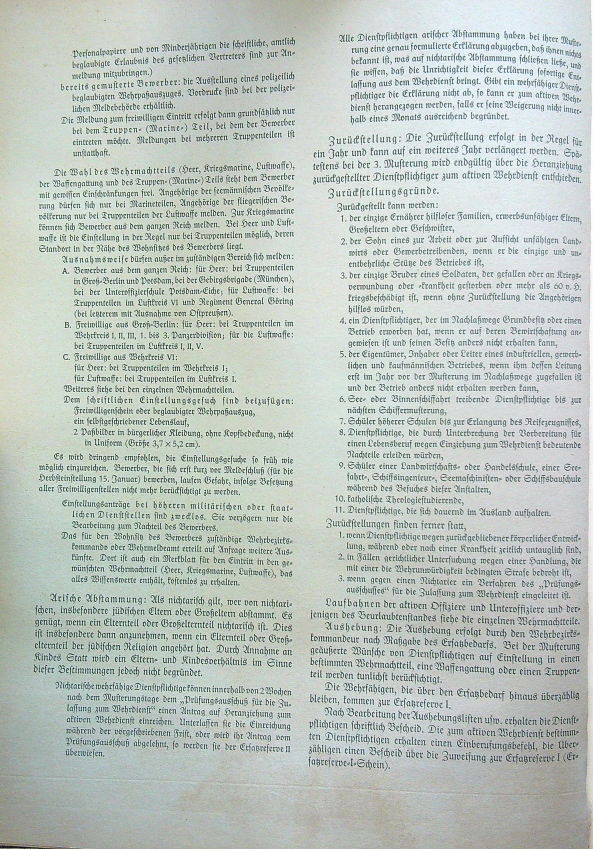 Personalpapiere und von Minderjährigen die schriftliche, amtlich
beglaubigte Erlaubnis des gesetzlichen Vertreters sind zur An-
meldung mitzubringen.)
bereits gemusterte Bewerber: die Ausstellung eines polizeilich
beglaubigten Wehrpaßauszuges. Vordrucke sind bei der polizei-
lichen Meldebehörde erhältlich.
Die Meldung zum freiwilligen Eintritt erfolgt dann grundsätzlich nur
bei dem Truppen- (Marine-) Teil, bei dem der Bewerber
eintreten möchte. Meldungen bei mehreren Truppenteilen ist
unstatthaft.
Die Wahl des Wehrmachtteils (Heer, Kriegsmarine, Luftwaffe),
der Waffengattung und des Truppen-(Marine-) Teils steht dem Bewerber
mit gewissen Einschränkungen frei. Angehörige der seemännischen Bevölke-
rung dürfen sich nur bei Marineteilen, Angehörige der fliegerischen Be-
völkerung nur bei Truppenteilen der Luftwaffe melden. Zur Kriegsmarine
können sich Bewerber aus dem ganzen Reich melden. Bei Heer und Luft-
waffe ist die Einstellung in der Regel nur bei Truppenteilen möglich, deren
Standort in der Nähe des Wohnsitzes des Bewerbers liegt.
Ausnahmsweise dürfen außer im zuständigen Bereich sich melden:
A. Bewerber aus dem ganzen Reich: für Heer: bei Truppenteilen
in Groß-Berlin und Potsdam, bei der Gebirgsbrigade (München),
bei der Unteroffizierschule Potsdam-Eiche; für Luftwaffe: bei
Truppenteilen im Luftkreis VI und Regiment General Göring
(bei letzterem mit Ausnahme von Ostpreußen).
B. Freiwillige aus Groß-Berlin: für Heer: bei Truppenteilen im
Wehrkreis I, II, III, 1. bis 3. Panzerdivision; für die Luftwaffe:
bei Truppenteilen im Luftkreis I, II, V.
C. Freiwillige aus Wehrkreis VI:
für Heer: bei Truppenteilen im Wehrkreis I;
für Luftwaffe: bei Truppenteilen im Luftkreis I.
Weiteres siehe bei den einzelnen Wehrmachtteilen.
Dem schriftlichen Einstellungsgesuch sind beizufügen:
Freiwilligenschein oder beglaubigter Wehrpaßauszug,
ein selbstgeschriebener Lebenslauf,
2 Paßbilder in bürgerlicher Kleidung, ohne Kopfbedeckung, nicht
in Uniform (Größe 3,7 × 5,2 cm).
Es wird dringend empfohlen, die Einstellungsgesuche so früh wie
möglich einzureichen. Bewerber, die sich erst kurz vor Meldeschluß (für die
Herbsteinstellung 15. Januar) bewerben, laufen Gefahr, infolge Besetzung
aller Freiwilligenstellen nicht mehr berücksichtigt zu werden.
Einstellungsanträge bei höheren militärischen oder staat-
lichen Dienststellen sind zwecklos. Sie verzögern nur die
Bearbeitung zum Nachteil des Bewerbers.
Das für den Wohnsitz des Bewerbers zuständige Wehrbezirks-
kommando oder Wehrmeldeamt erteilt auf Anfrage weitere Aus-
künfte. Dort ist auch ein Merkblatt für den Eintritt in den ge-
wünschten Wehrmachtteil (Heer, Kriegsmarine, Luftwaffe), das
alles Wissenswerte enthält, kostenlos zu erhalten.
Arische Abstammung: Als nichtarisch gilt, wer von nichtari-
schen, insbesondere jüdischen Eltern oder Großeltern abstammt. Es
genügt, wenn ein Elternteil oder Großelternteil nichtarisch ist. Dies
ist insbesondere dann anzunehmen, wenn ein Elternteil oder Groß-
elternteil der jüdischen Religion angehört hat. Durch Annahme an
Kindes Statt wird ein Eltern- und Kindesverhältnis im Sinne
dieser Bestimmungen jedoch nicht begründet.
Nichtarische wehrfähige Dienstpflichtige können innerhalb von 2 Wochen
nach dem Musterungstage dem „Prüfungsausschuß für die Zu-
lassung zum Wehrdienst“ einen Antrag auf Heranziehung zum
aktiven Wehrdienst einreichen. Unterlassen sie die Einreichung
während der vorgeschriebenen Frist, oder wird ihr Antrag vom
Prüfungsausschuß abgelehnt, so werden sie der Ersatzreserve II
überwiesen.
Alle Dienstpflichtigen arischer Abstammung haben bei ihrer Muste-
rung eine genau formulierte Erklärung abzugeben, daß ihnen nichts
bekannt ist, was auf nichtarische Abstammung schließen ließe, und
sie wissen, daß die Unrichtigkeit dieser Erklärung sofortige Ent-
lassung aus dem Wehrdienst bringt. Gibt ein wehrfähiger Dienst-
pflichtiger die Erklärung nicht ab, so kann er zum aktiven Wehr-
dienst herangezogen werden, falls er seine Weigerung nicht inner-
halb eines Monats ausreichend begründet.
Zurückstellung: Die Zurückstellung erfolgt in der Regel für
ein Jahr und kann auf ein weiteres Jahr verlängert werden. Spä-
testens bei der 3. Musterung wird endgültig über die Heranziehung
zurückgestellter Dienstpflichtiger zum aktiven Wehrdienst entschieden.
Zurückstellungsgründe.
Zurückgestellt kann werden:
1. der einzige Ernährer hilfloser Familien, erwerbsunfähiger Eltern,
Großeltern oder Geschwister,
2. der Sohn eines zur Arbeit oder zur Aufsicht unfähigen Land-
wirts oder Gewerbetreibenden, wenn er die einzige und un-
entbehrliche Stütze des Betriebes ist,
3. der einzige Bruder eines Soldaten, der gefallen oder an Kriegs-
verwundung oder -krankheit gestorben oder mehr als 60 v. H.
kriegsbeschädigt ist, wenn ohne Zurückstellung die Angehörigen
hilflos würden,
4. ein Dienstpflichtiger, der im Nachlaßwege Grundbesitz oder einen
Betrieb erworben hat, wenn er auf deren Bewirtschaftung an-
gewiesen ist und seinen Besitz anders nicht erhalten kann,
5. der Eigentümer, Inhaber oder Leiter eines industriellen, gewerb-
lichen und kaufmännischen Betriebes, wenn ihm dessen Leitung
erst im Jahr vor der Musterung im Nachlaßwege zugefallen ist
und der Betrieb anders nicht erhalten werden kann,
6. See- oder Binnenschiffahrt treibende Dienstpflichtige bis zur
nächsten Schiffermusterung,
7. Schüler höherer Schulen bis zur Erlangung des Reifezeugnisses,
8. Dienstpflichtige, die durch Unterbrechung der Vorbereitung für
einen Lebensberuf wegen Einziehung zum Wehrdienst bedeutende
Nachteile erleiden würden,
9. Schüler einer Landwirtschafts- oder Handelsschule, einer See-
fahrt-, Schiffsingenieur-, Seemaschinisten- oder Schiffsbauschule
während des Besuches dieser Anstalten,
10. katholische Theologiestudierende,
11. Dienstpflichtige, die sich dauernd im Ausland aufhalten.
Zurückstellungen finden ferner statt,
1. wenn Dienstpflichtige wegen zurückgebliebener körperlicher Entwick-
lung, während oder nach einer Krankheit zeitlich untauglich sind,
2. in Fällen gerichtlicher Untersuchung wegen einer Handlung, die
mit einer die Wehrunwürdigkeit bedingten Strafe bedroht ist,
3. wenn gegen einen Nichtarier ein Verfahren des „Prüfungs-
ausschusses“ für die Zulassung zum Wehrdienst eingeleitet ist.
Laufbahnen der aktiven Offiziere und Unteroffiziere und der-
jenigen des Beurlaubtenstandes siehe die einzelnen Wehrmachtteile.
Aushebung: Die Aushebung erfolgt durch den Wehrbezirks-
kommandeur nach Maßgabe des Ersatzbedarfs. Bei der Musterung
geäußerte Wünsche von Dienstpflichtigen auf Einstellung in einen
bestimmten Wehrmachtteil, eine Waffengattung oder einen Truppen-
teil werden tunlichst berücksichtigt.
Die Wehrfähigen, die über den Ersatzbedarf hinaus überzählig
bleiben, kommen zur Ersatzreserve I.
Nach Bearbeitung der Aushebungslisten usw. erhalten die Dienst-
pflichtigen schriftlich Bescheid. Die zum aktiven Wehrdienst bestimm-
ten Dienstpflichtigen erhalten einen Einberufungsbefehl, die Über-
zähligen einen Bescheid über die Zuweisung zur Ersatzreserve I (Er-
satzreserve-I-Schein).